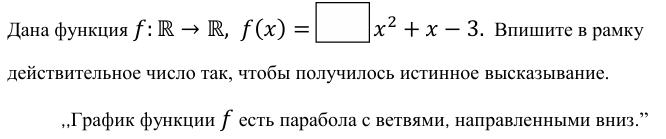 Дана функция f: ℝ → ℝ, f(x) = □ x² + x − 3. Впишите в рамку
действительное число так, чтобы получилось истинное высказывание.
,,График функции f есть парабола с ветвями, направленными вниз.”